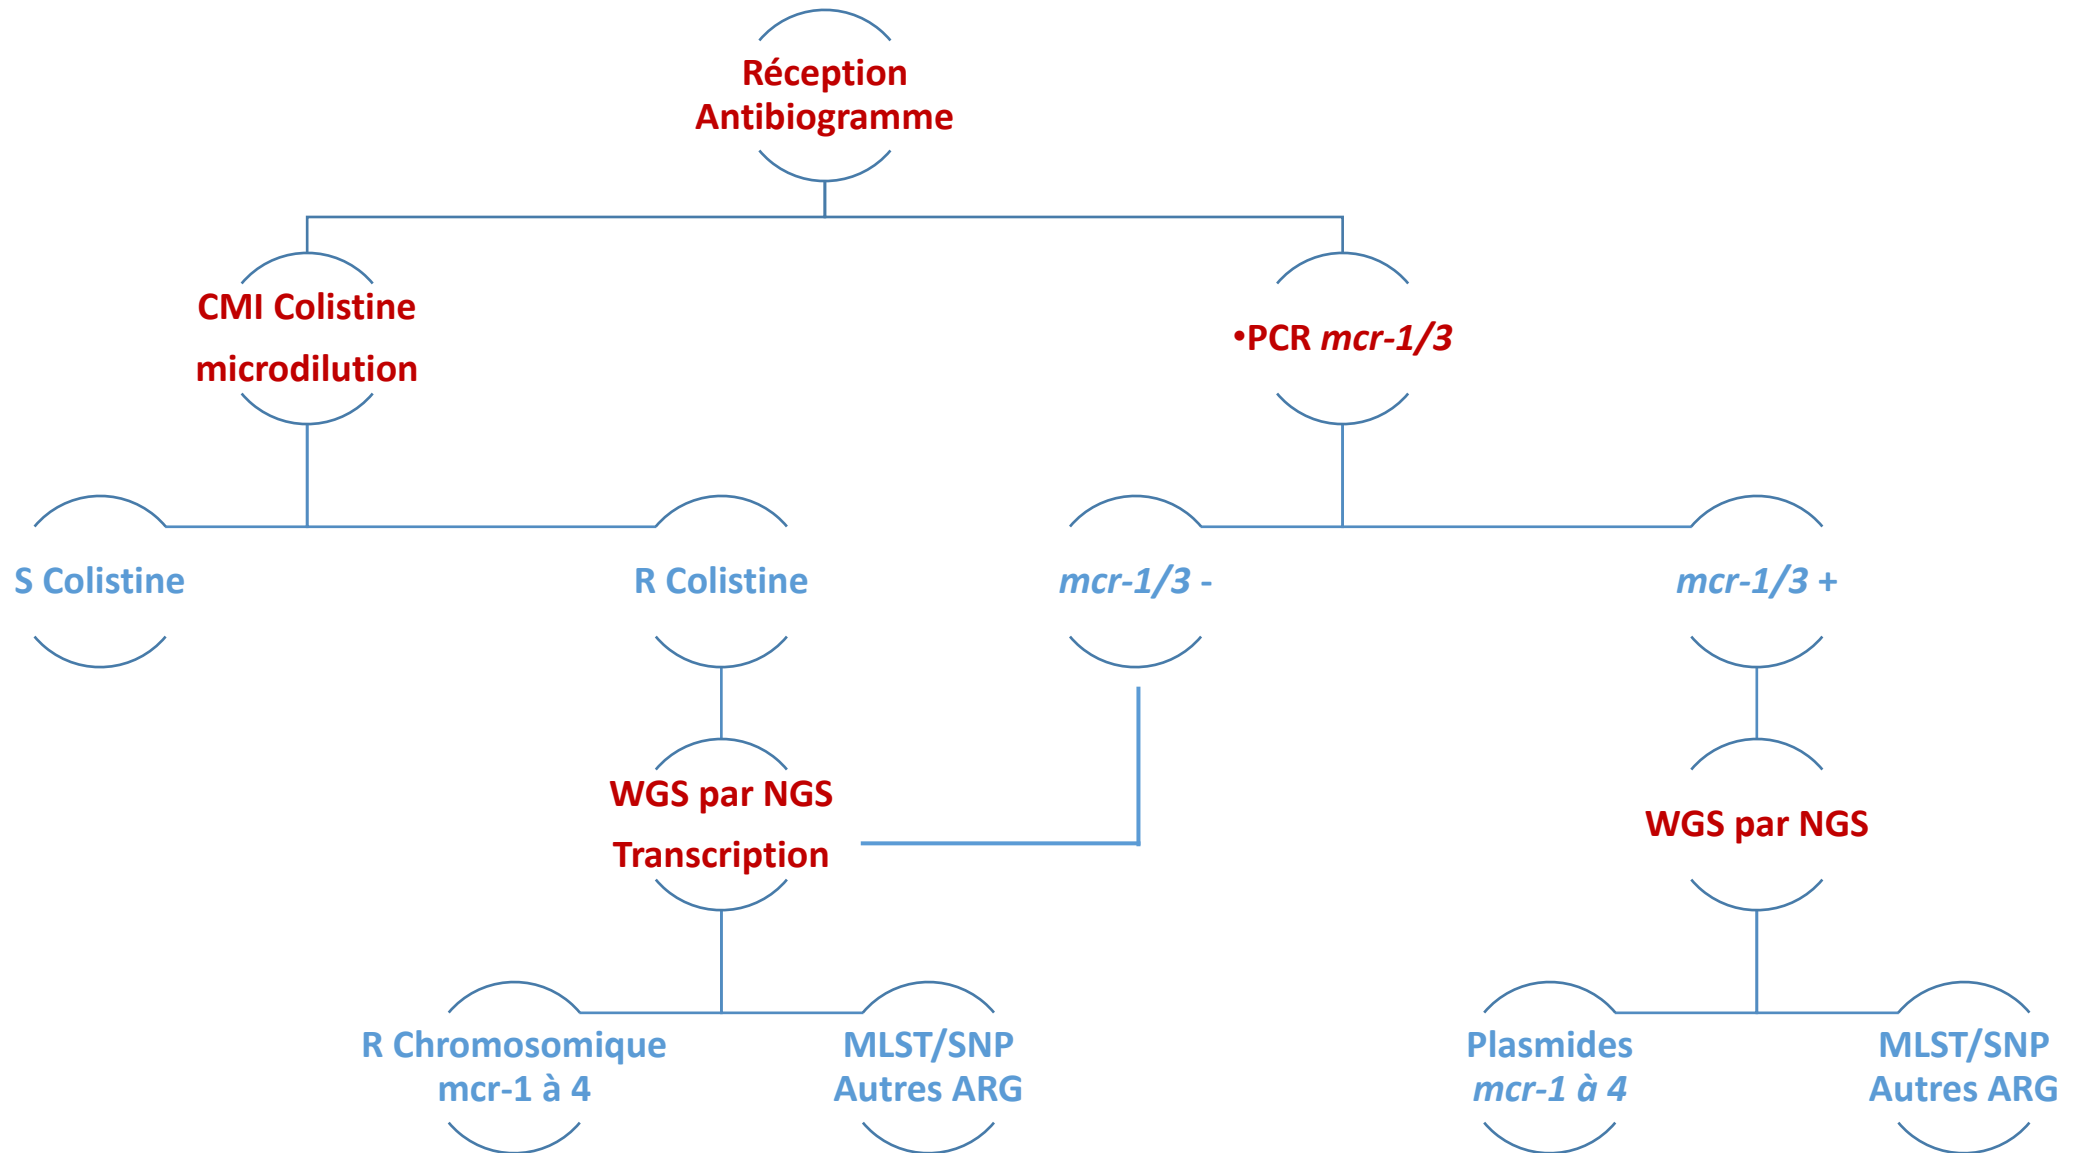 Réception
Antibiogramme
CMI Colistine
microdilution
•PCR mcr-1/3
S Colistine
R Colistine
mcr-1/3 -
mcr-1/3 +
WGS par NGS
Transcription
WGS par NGS
R Chromosomique
mcr-1 à 4
MLST/SNP
Autres ARG
Plasmides
mcr-1 à 4
MLST/SNP
Autres ARG